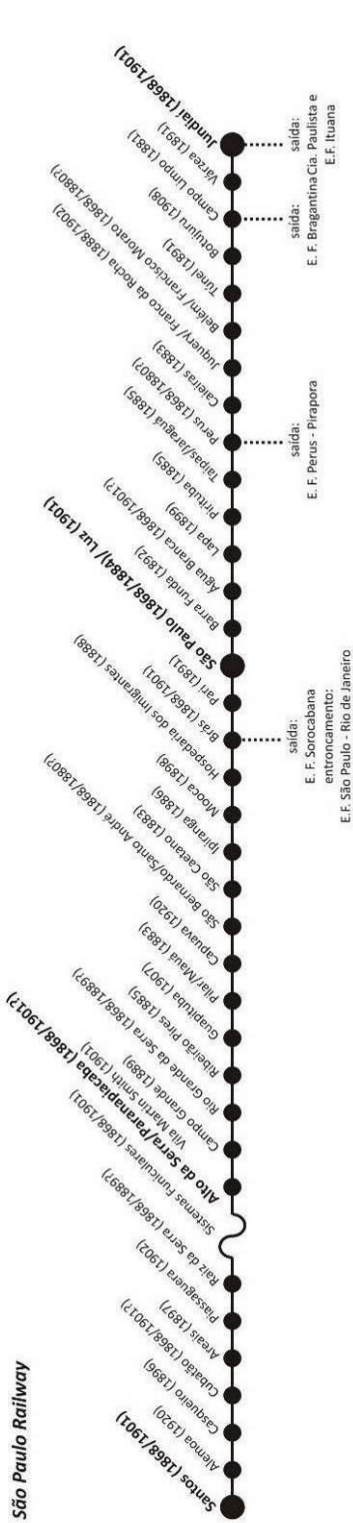 São Paulo Railway
Santos (1868/1901)
Alemoa (1920)
Casqueiro (1896)
Cubatão (1868/1901?)
Areais (1897)
Piassaguera (1902)
Raiz da Serra (1868/1889?)
Sistemas Funiculares (1868/1901)
Alto da Serra/Paranapiacaba (1868/1901?)
Vila Martin Smith (1901)
Campo Grande (1889)
Rio Grande da Serra (1868/1889?)
Ribeirão Pires (1885)
Guapituba (1907)
Pilar/Mauá (1883)
Capuava (1920)
São Bernardo/Santo André (1868/1880?)
São Caetano (1883)
Ipiranga (1886)
Mooca (1898)
Hospedaria dos Imigrantes (1888)
Brás (1868/1901)
Pari (1891)
São Paulo (1868/1884)/ Luz (1901)
Barra Funda (1892)
Água Branca (1868/1901?)
Lapa (1899)
Pirituba (1885)
Taipas/Jaraguá (1885)
Perus (1868/1880?)
Caieiras (1883)
Juquery/ Franco da Rocha (1888/1902)
Belém/ Francisco Morato (1868/1880?)
Túnel (1891)
Botujuru (1908)
Campo Limpo (1881)
Várzea (1891)
Jundiaí (1868/1901)
saída:
E. F. Sorocabana
entroncamento:
E.F. São Paulo - Rio de Janeiro
saída:
E. F. Perus - Pirapora
saída:
E. F. Bragantina
saída:
Cia. Paulista e
E.F. Ituana